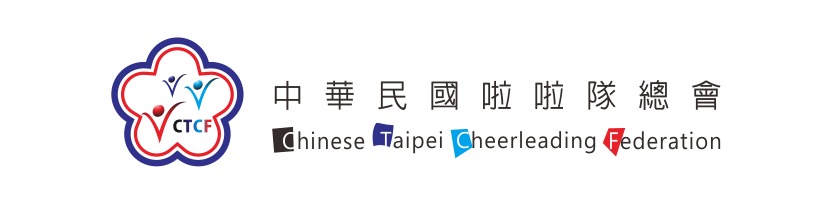 CTCF
中華民國啦啦隊總會
Chinese Taipei Cheerleading Federation